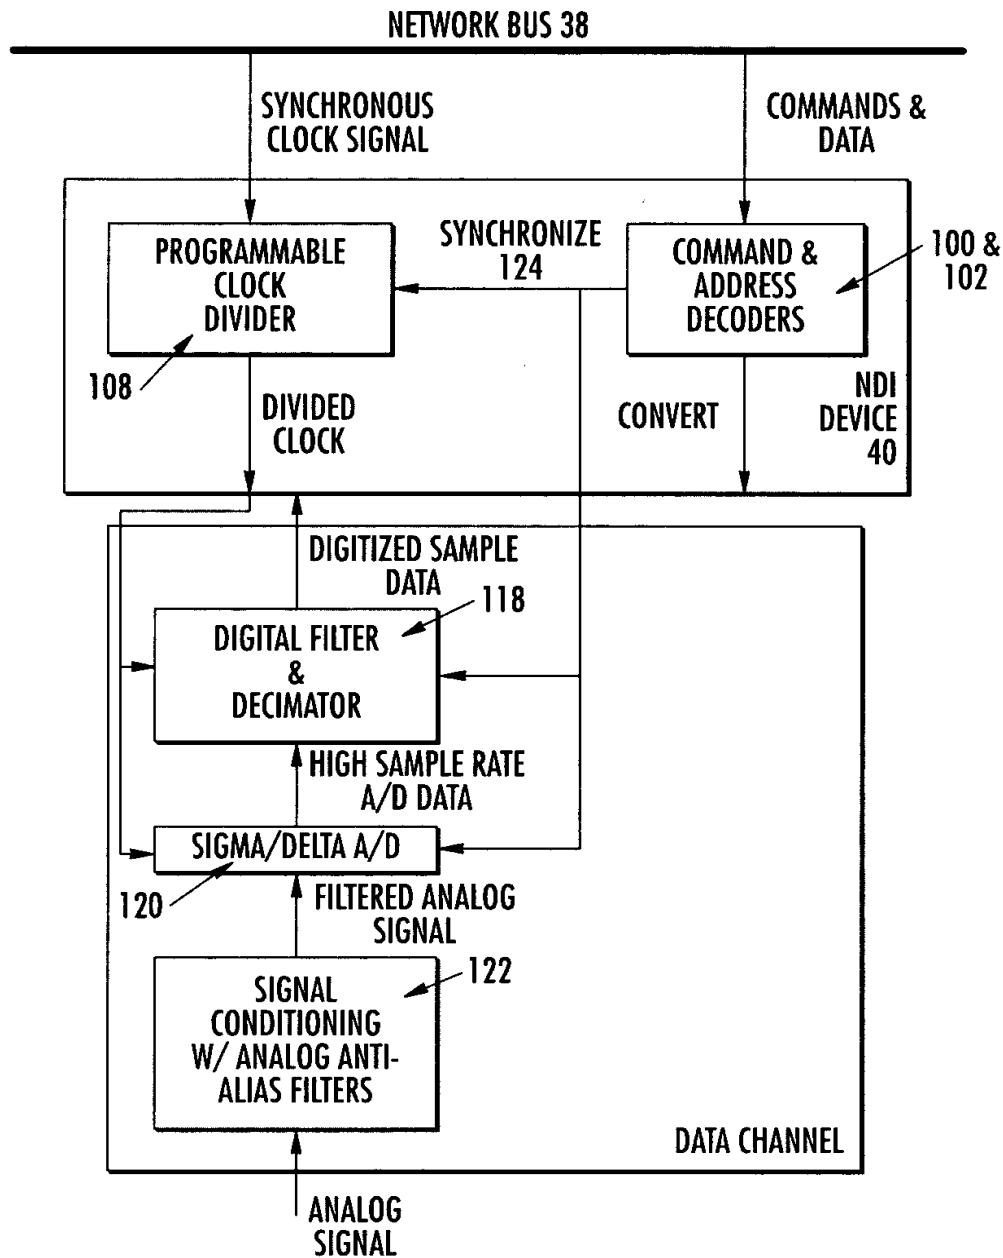 NETWORK BUS 38
SYNCHRONOUS
CLOCK SIGNAL
COMMANDS &
DATA
PROGRAMMABLE
CLOCK
DIVIDER
SYNCHRONIZE
124
COMMAND &
ADDRESS
DECODERS
100 &
102
108
DIVIDED
CLOCK
CONVERT
NDI
DEVICE
40
DIGITIZED SAMPLE
DATA
118
DIGITAL FILTER
&
DECIMATOR
HIGH SAMPLE RATE
A/D DATA
SIGMA/DELTA A/D
120
FILTERED ANALOG
SIGNAL
122
SIGNAL
CONDITIONING
W/ ANALOG ANTI-
ALIAS FILTERS
DATA CHANNEL
ANALOG
SIGNAL